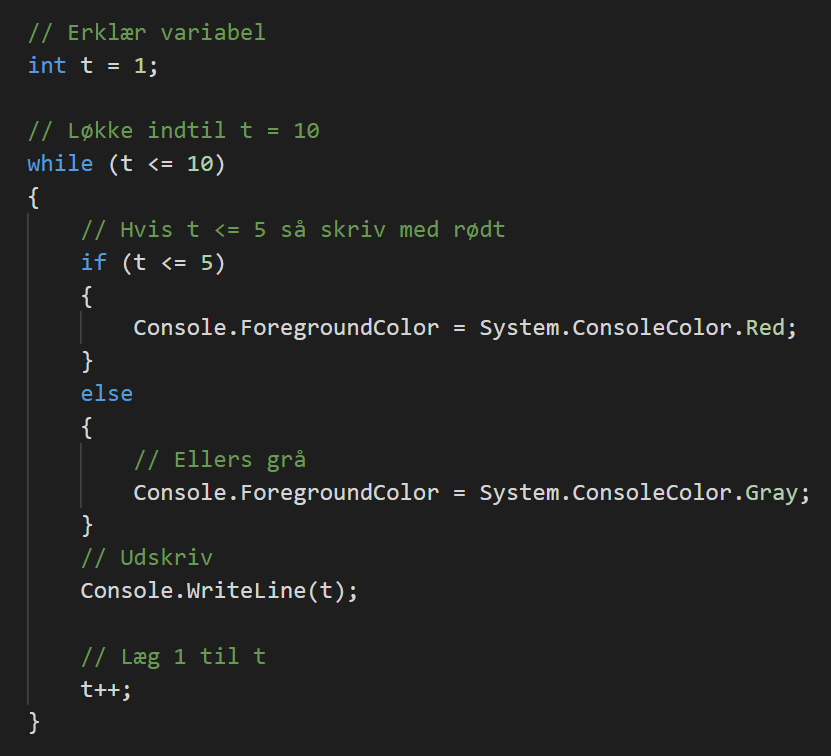 // Erklær variabel
int t = 1;

// Løkke indtil t = 10
while (t <= 10)
{
    // Hvis t <= 5 så skriv med rødt
    if (t <= 5)
    {
        Console.ForegroundColor = System.ConsoleColor.Red;
    }
    else
    {
        // Ellers grå
        Console.ForegroundColor = System.ConsoleColor.Gray;
    }
    // Udskriv
    Console.WriteLine(t);

    // Læg 1 til t
    t++;
}